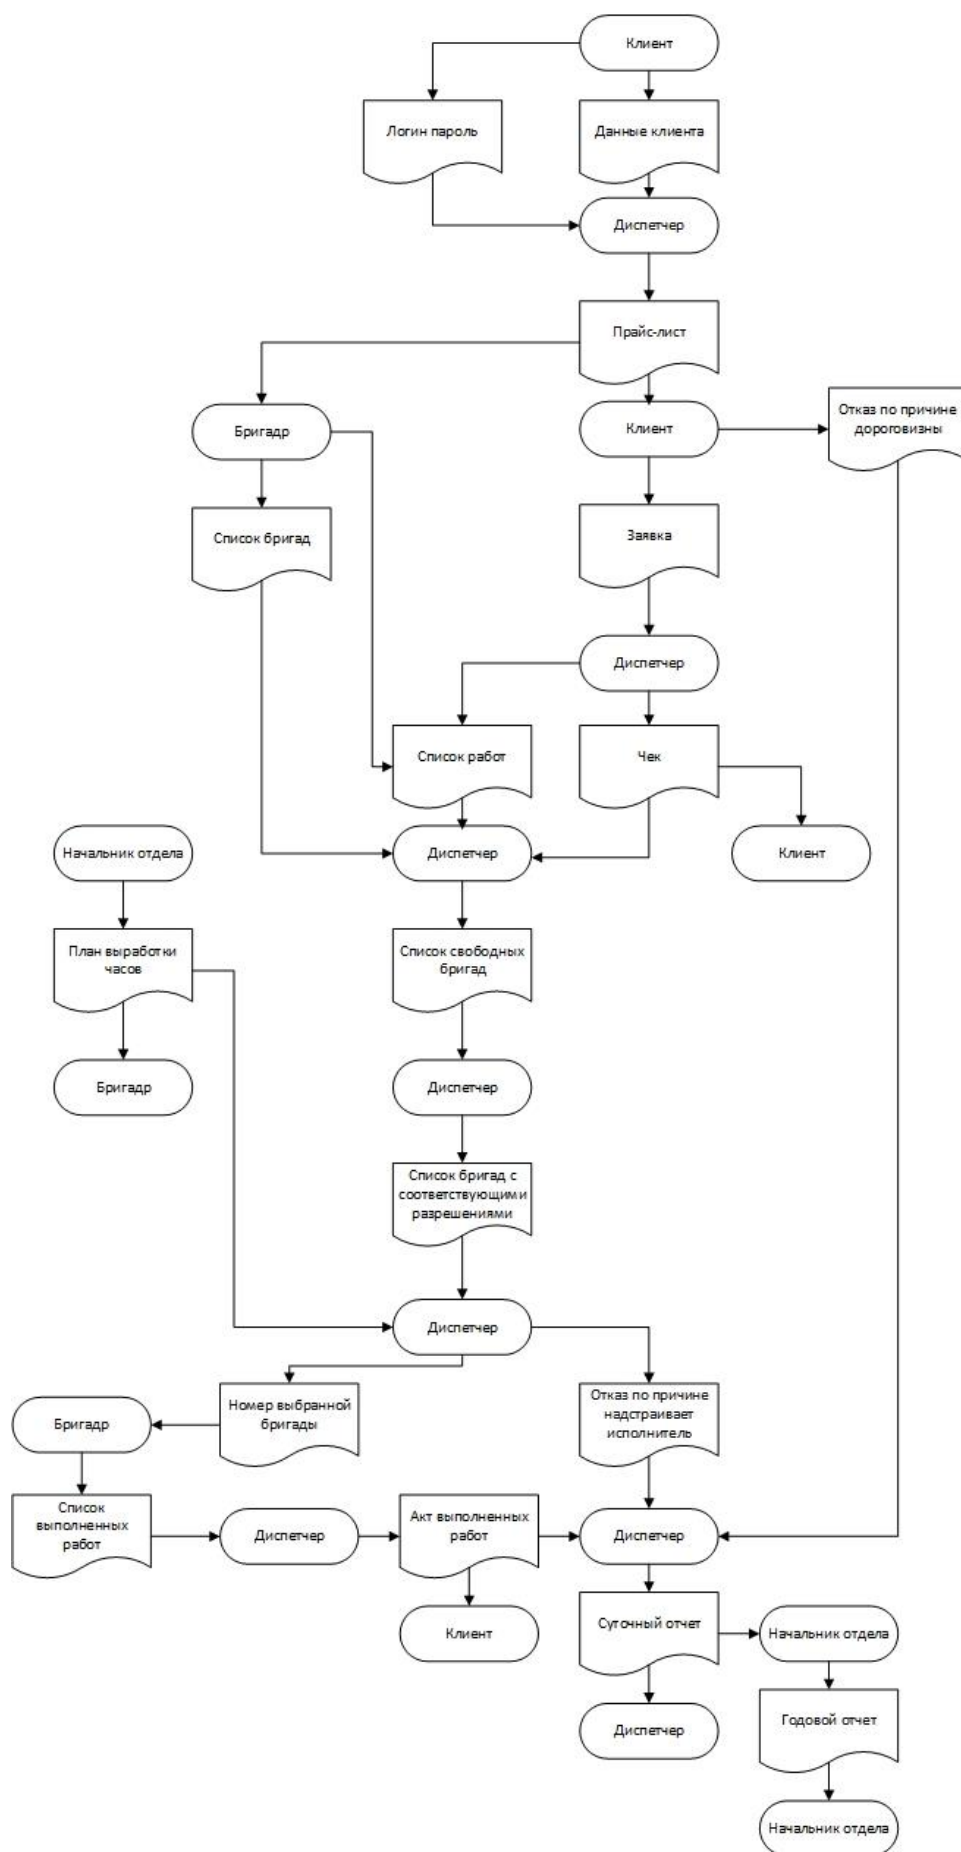 Клиент
Логин пароль
Данные клиента
Диспетчер
Прайс-лист
Бригадр
Клиент
Отказ по причине
дороговизны
Список бригад
Заявка
Диспетчер
Список работ
Чек
Начальник отдела
Диспетчер
Клиент
План выработки
часов
Список свободных
бригад
Бригадр
Диспетчер
Список бригад с
соответствующими
разрешениями
Диспетчер
Бригадр
Номер выбранной
бригады
Отказ по причине
надстраивает
исполнитель
Список
выполненных
работ
Диспетчер
Акт выполненных
работ
Диспетчер
Клиент
Суточный отчет
Начальник отдела
Диспетчер
Годовой отчет
Начальник отдела